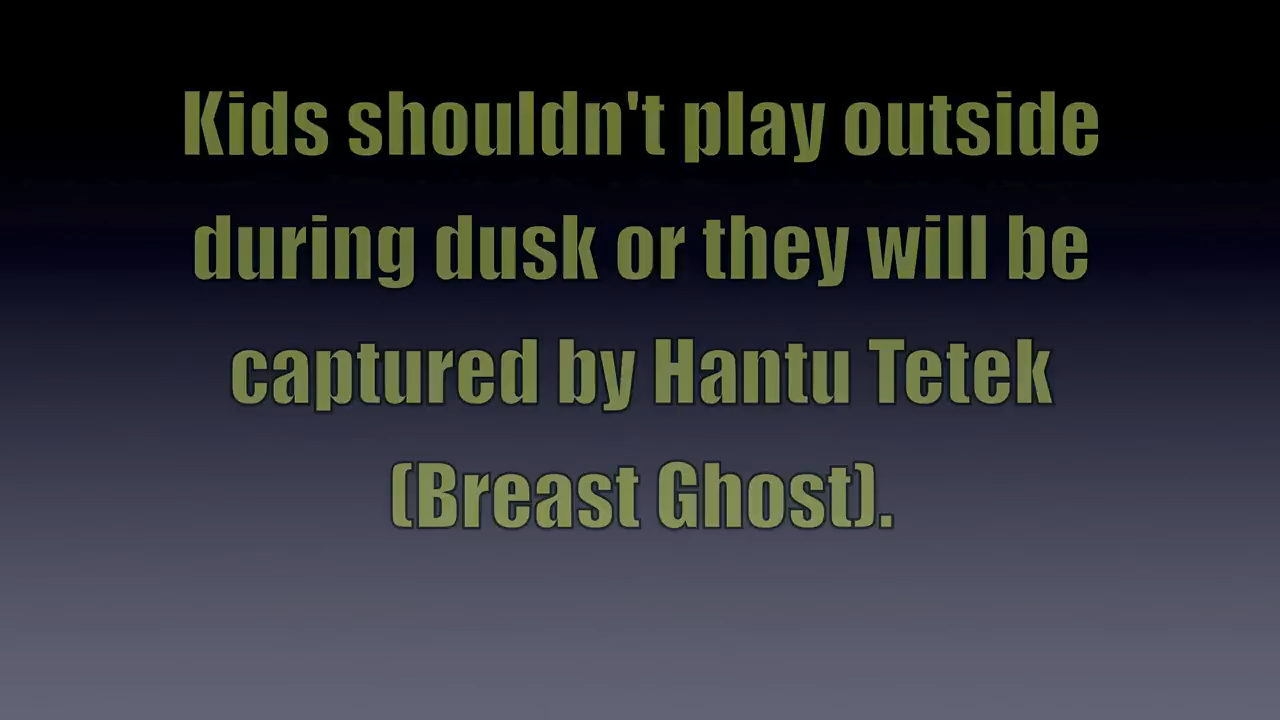 Kids shouldn't play outside
during dusk or they will be
captured by Hantu Tetek
(Breast Ghost).